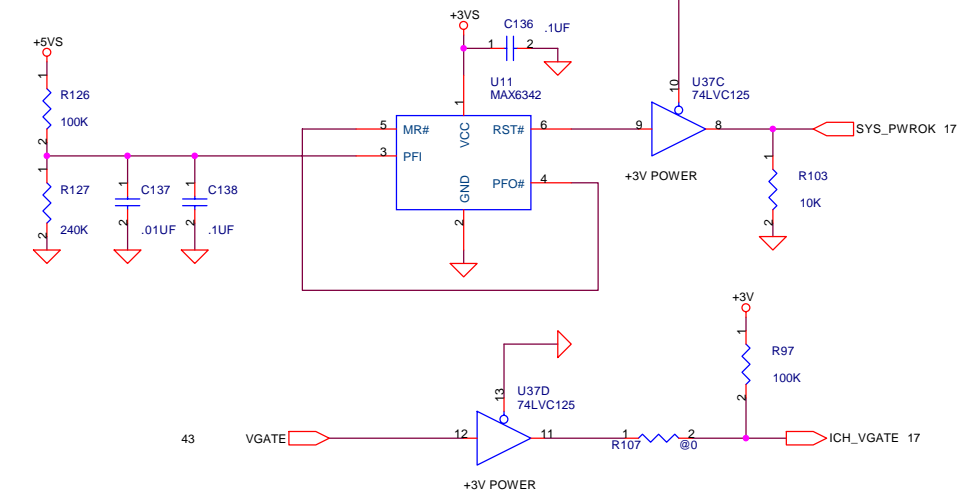 +3VS
C136 .1UF
1 2
+5VS
10
U37C
74LVC125
U11
MAX6342
1
R126
100K
2
1
5 MR# VCC RST# 6
9 8
SYS_PWROK 17
3 PFI
PFO# 4
+3V POWER
1
R127
240K
2
1
C137
.01UF
2
1
C138
.1UF
2
GND
2
1
R103
10K
2
+3V
1
R97
100K
2
13
U37D
74LVC125
43 VGATE
12 11
1 2
R107 @0
ICH_VGATE 17
+3V POWER